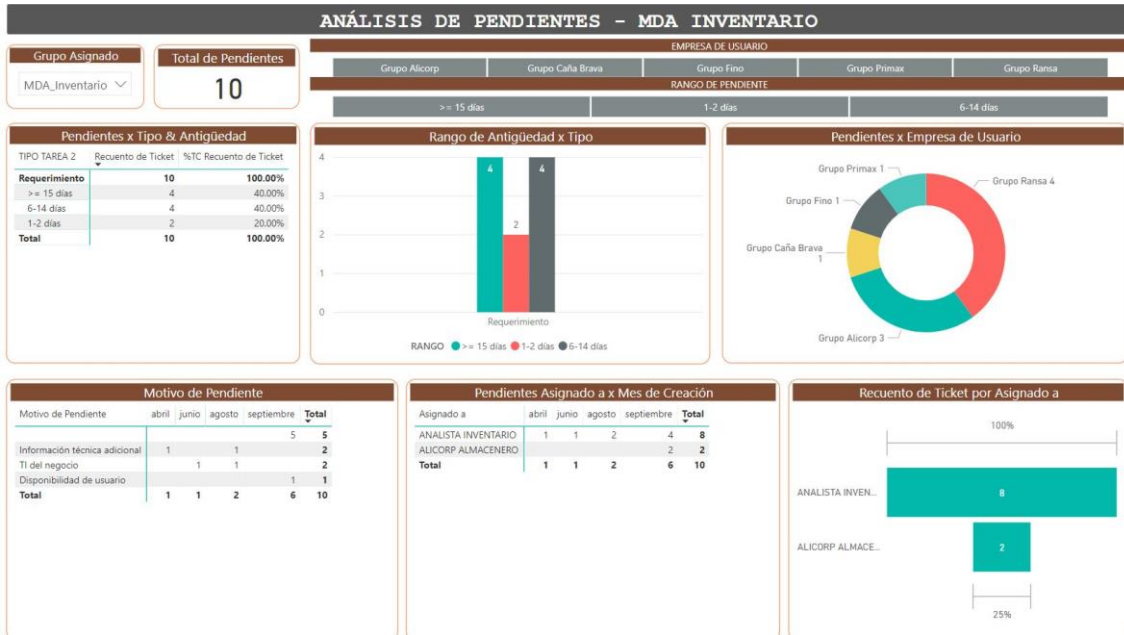 ANÁLISIS DE PENDIENTES - MDA INVENTARIO
Grupo Asignado
MDA_Inventario
Total de Pendientes
10
EMPRESA DE USUARIO
Grupo Alicorp Grupo Caña Brava Grupo Fino Grupo Primax Grupo Ransa
RANGO DE PENDIENTE
>= 15 días 1-2 días 6-14 días
Pendientes x Tipo & Antigüedad
TIPO TAREA 2 Recuento de Ticket %TC Recuento de Ticket
Requerimiento 10 100.00%
>= 15 días 4 40.00%
6-14 días 4 40.00%
1-2 días 2 20.00%
Total 10 100.00%
Rango de Antigüedad x Tipo
4
3
2
1
0
4
2
4
Requerimiento
RANGO >= 15 días 1-2 días 6-14 días
Pendientes x Empresa de Usuario
Grupo Primax 1
Grupo Ransa 4
Grupo Fino 1
Grupo Caña Brava
1
Grupo Alicorp 3
Motivo de Pendiente
Motivo de Pendiente abril junio agosto septiembre Total
5 5
Información técnica adicional 1 1 2
TI del negocio 1 1 2
Disponibilidad de usuario 1 1
Total 1 1 2 6 10
Pendientes Asignado a x Mes de Creación
Asignado a abril junio agosto septiembre Total
ANALISTA INVENTARIO 1 1 2 4 8
ALICORP ALMACENERO 2 2
Total 1 1 2 6 10
Recuento de Ticket por Asignado a
100%
ANALISTA INVEN... 8
ALICORP ALMACE... 2
25%